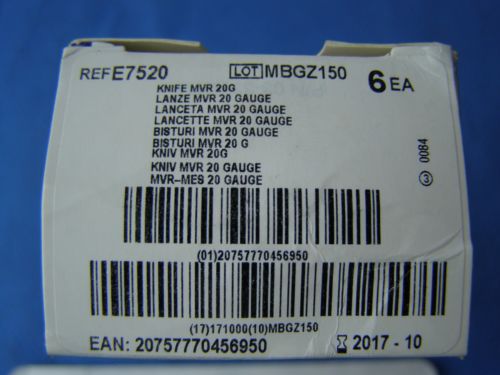 REF E7520 LOT MBGZ150 6 EA
KNIFE MVR 20G
LANZE MVR 20 GAUGE
LANCETA MVR 20 GAUGE
LANCETTE MVR 20 GAUGE
BISTURI MVR 20 GAUGE
BISTURI MVR 20 G
KNIV MVR 20G
KNIV MVR 20 GAUGE
MVR-MES 20 GAUGE
3 0084
(01)20757770456950
(17)171000(10)MBGZ150
EAN: 20757770456950 2017 - 10